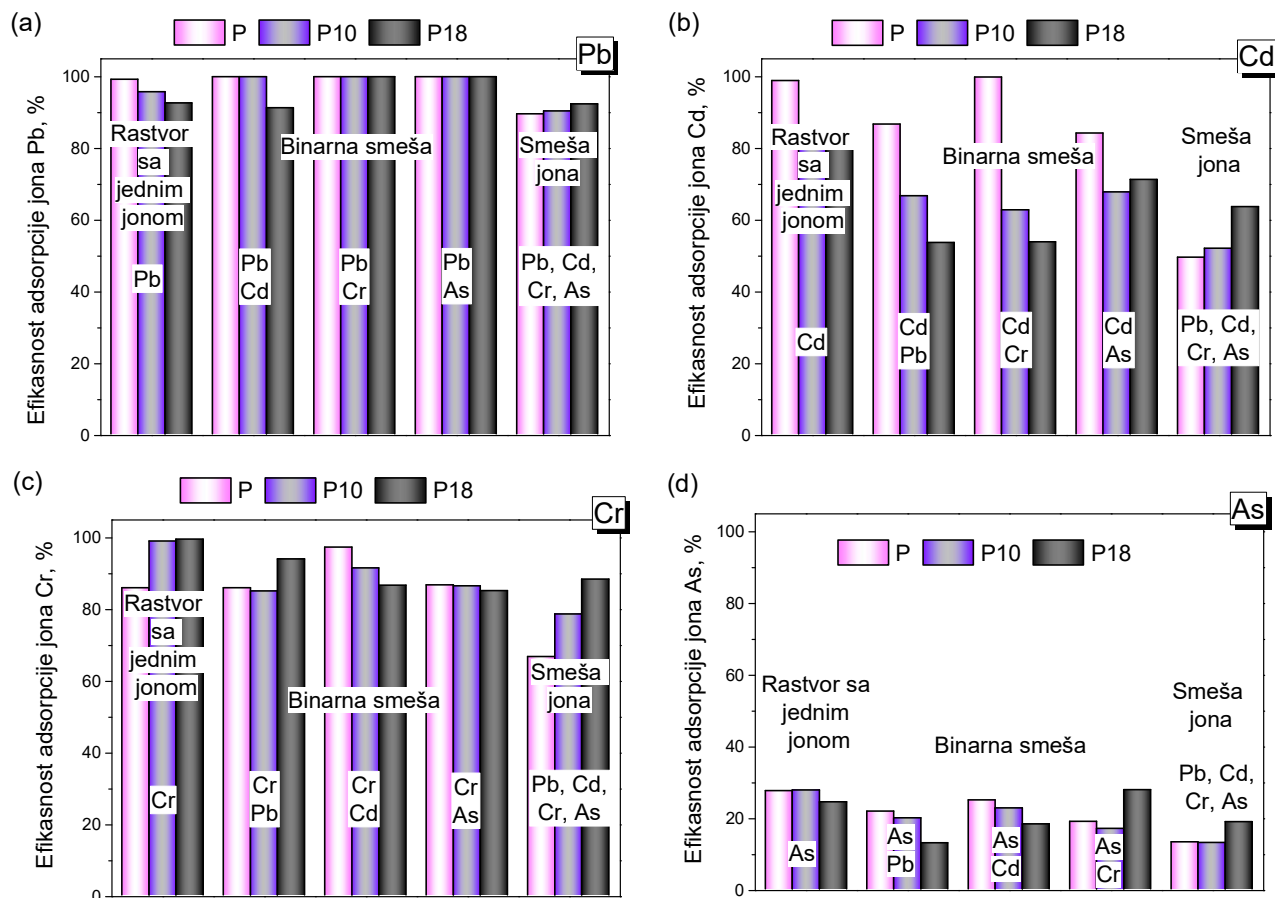 (a)
P P10 P18
Pb
Efikasnost adsorpcije jona Pb, %
100
80
60
40
20
0
Rastvor
sa
jednim
jonom
Binarna smeša
Smeša
jona
Pb
Pb
Cd
Pb
Cr
Pb
As
Pb, Cd,
Cr, As
(b)
P P10 P18
Cd
Efikasnost adsorpcije jona Cd, %
100
80
60
40
20
0
Rastvor
sa
jednim
jonom
Binarna smeša
Smeša
jona
Cd
Cd
Pb
Cd
Cr
Cd
As
Pb, Cd,
Cr, As
(c)
P P10 P18
Cr
Efikasnost adsorpcije jona Cr, %
100
80
60
40
20
0
Rastvor
sa
jednim
jonom
Binarna smeša
Smeša
jona
Cr
Cr
Pb
Cr
Cd
Cr
As
Pb, Cd,
Cr, As
(d)
As
P P10 P18
Efikasnost adsorpcije jona As, %
100
80
60
40
20
0
Rastvor sa
jednim
jonom
Binarna smeša
Smeša
jona
As
As
Pb
As
Cd
As
Cr
Pb, Cd,
Cr, As